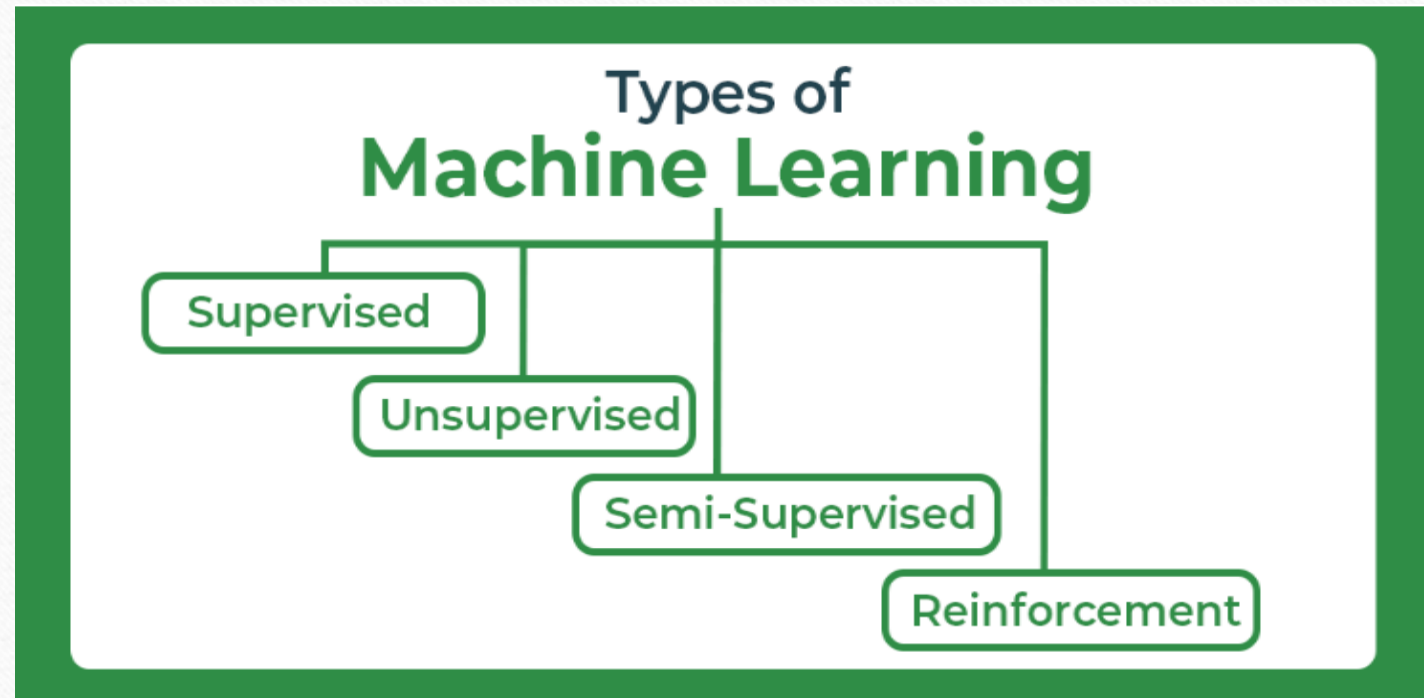 Types of
Machine Learning
Supervised
Unsupervised
Semi-Supervised
Reinforcement